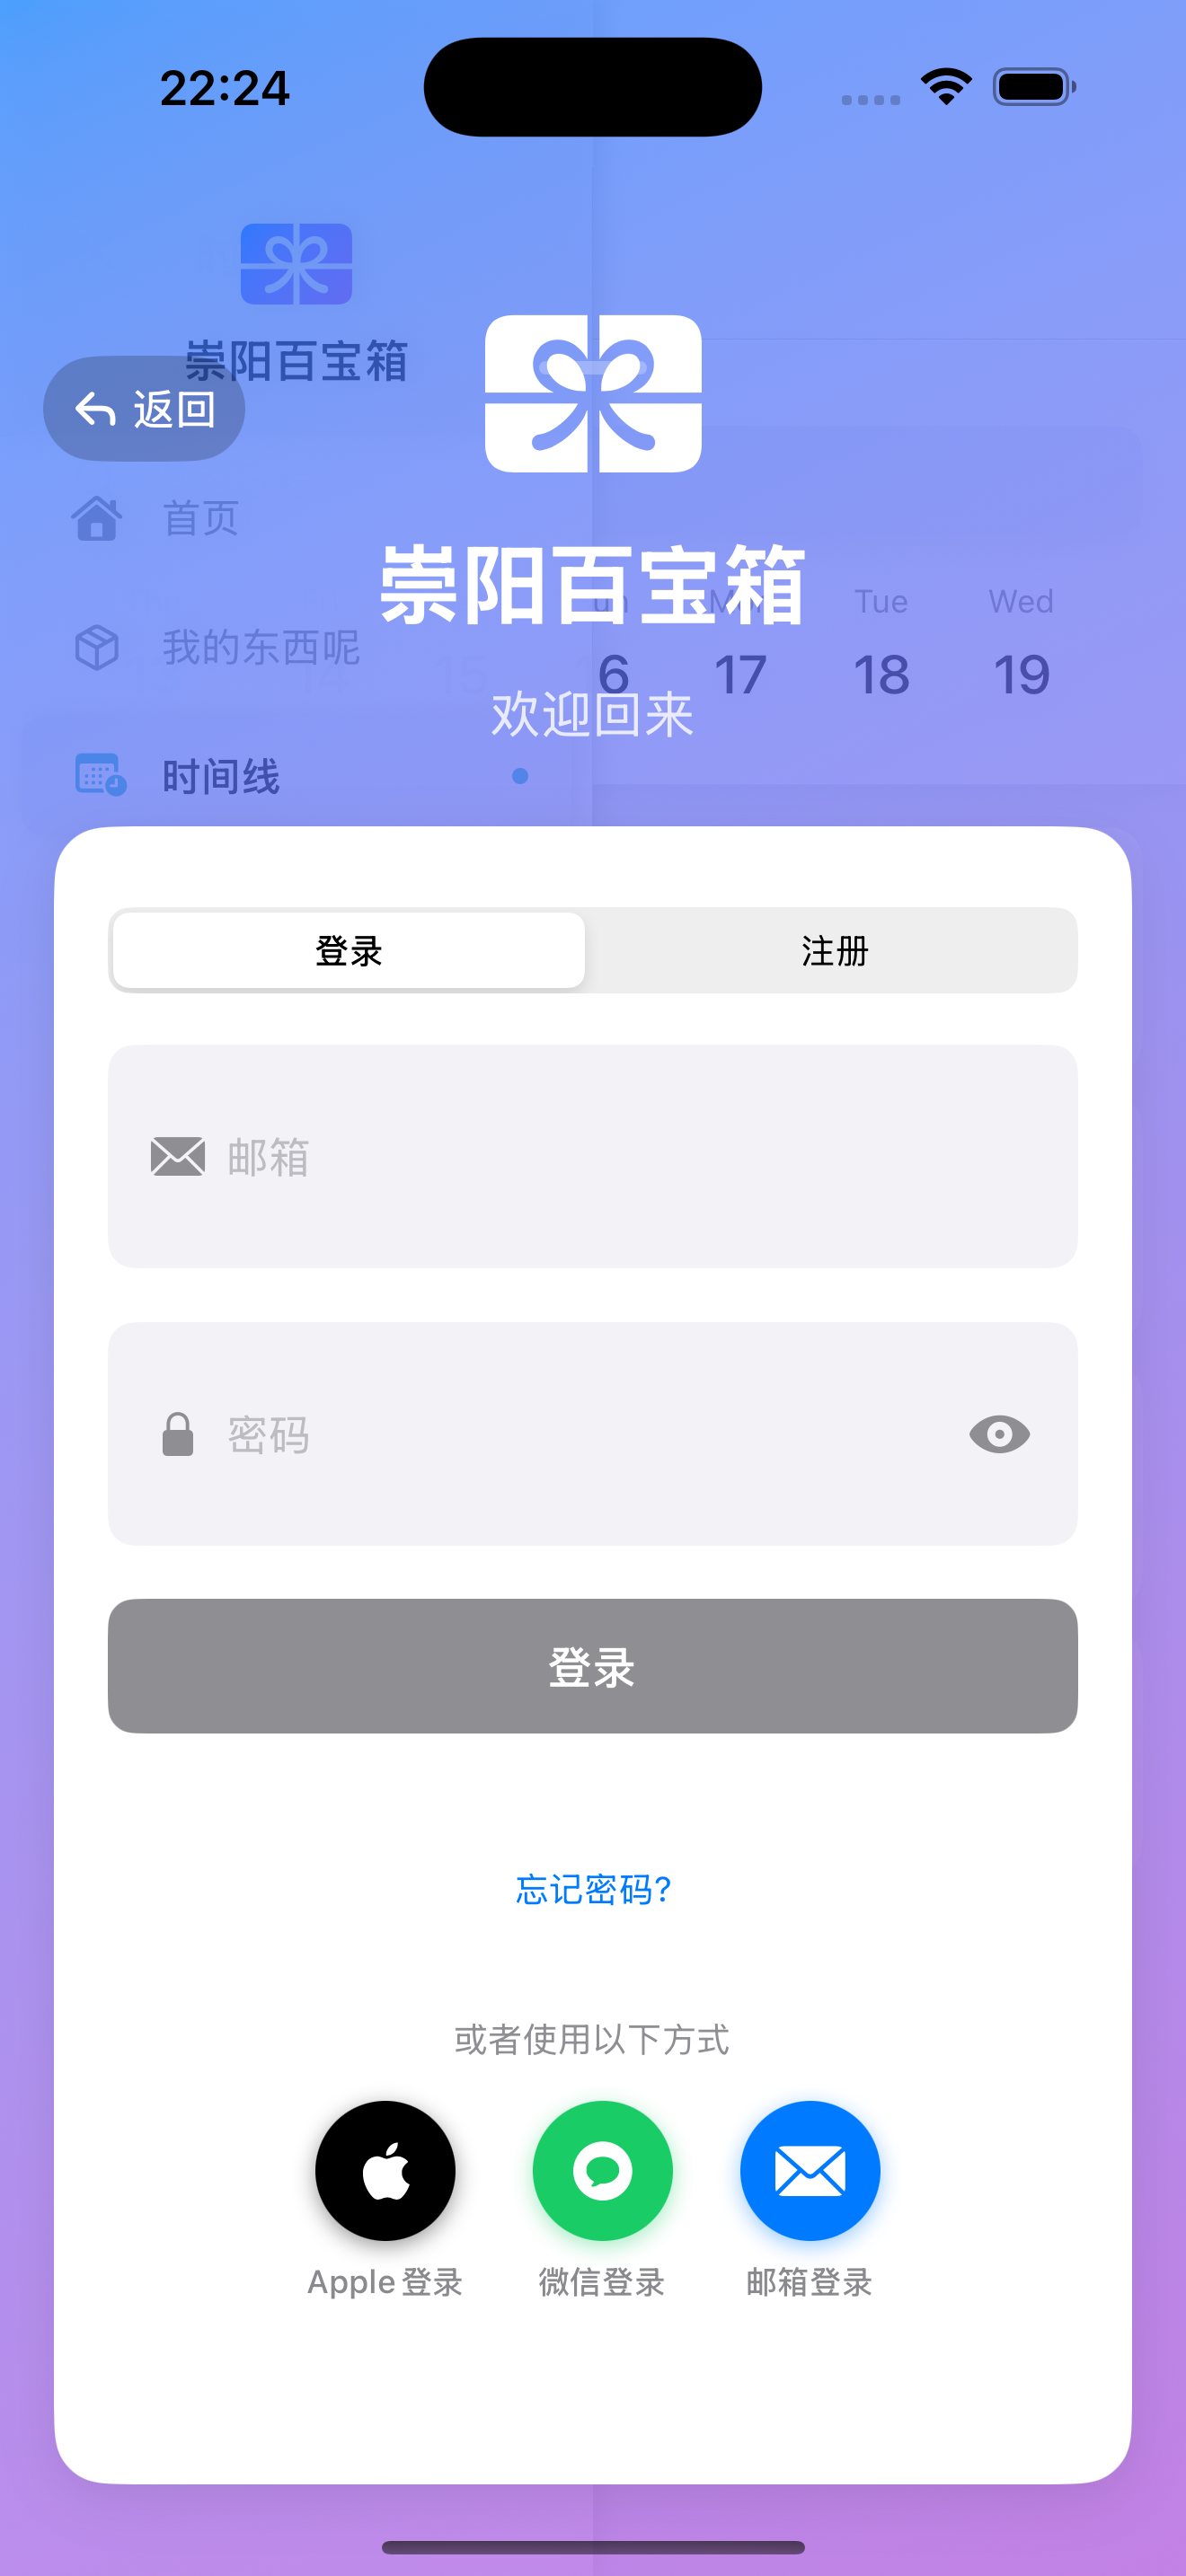 22:24
崇阳百宝箱
返回
首页
崇阳百宝箱
Tue Wed
我的东西呢
15 6 17 18 19
欢迎回来
时间线
登录 注册
邮箱
密码
登录
忘记密码?
或者使用以下方式
Apple 登录 微信登录 邮箱登录